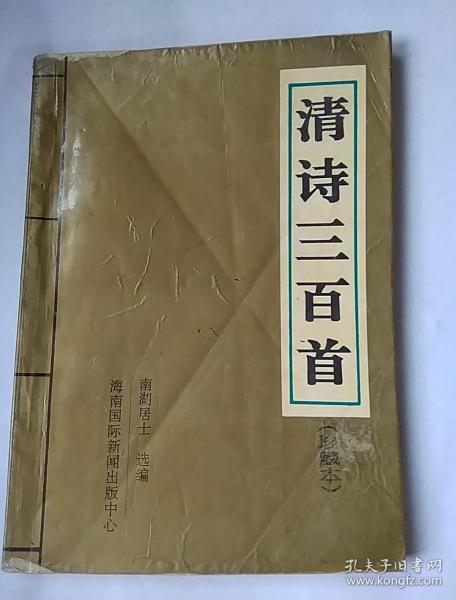 清诗三百首
（珍藏本）
南湖居士 选编
海南国际新闻出版中心
孔夫子旧书网
www.kongfz.com